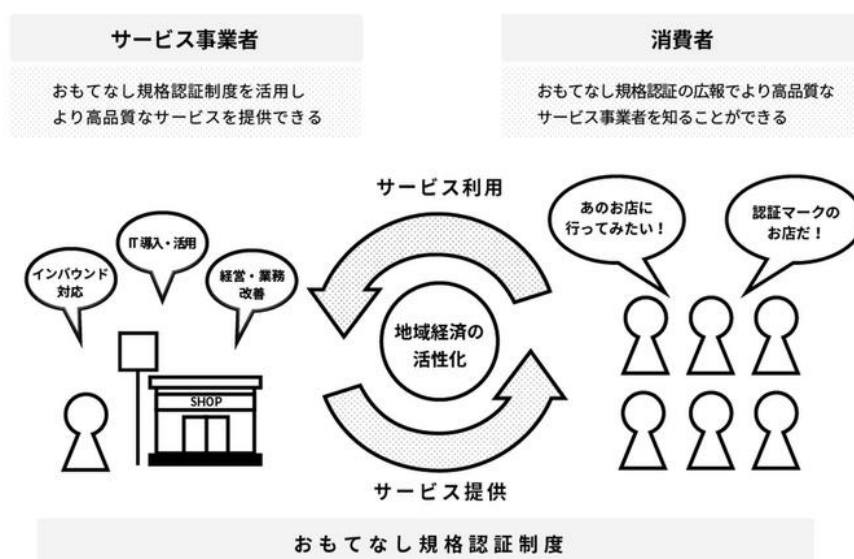 サービス事業者
おもてなし規格認証制度を活用し
より高品質なサービスを提供できる
消費者
おもてなし規格認証の広報でより高品質な
サービス事業者を知ることができる
インバウンド
対応
IT導入・活用
経営・業務
改善
SHOP
サービス利用
地域経済の
活性化
サービス提供
あのお店に
行ってみたい！
認証マークの
お店だ！
おもてなし規格認証制度